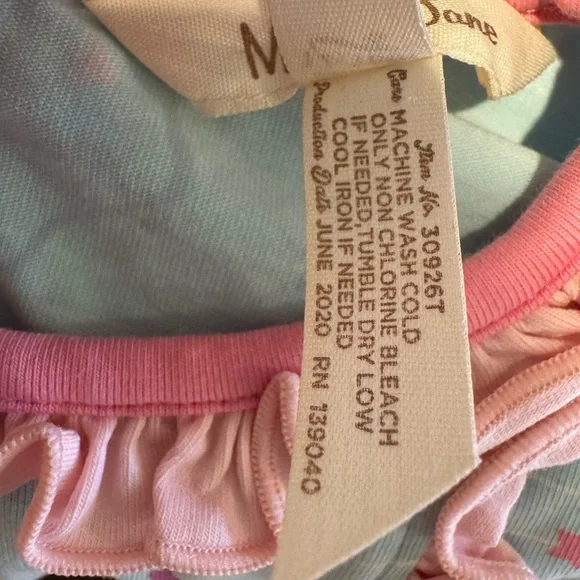 M
Jane
Item No. 30926T
Care MACHINE WASH COLD
ONLY NON CHLORINE BLEACH
IF NEEDED, TUMBLE DRY LOW
COOL IRON IF NEEDED
Production Date JUNE 2020 RN 139040